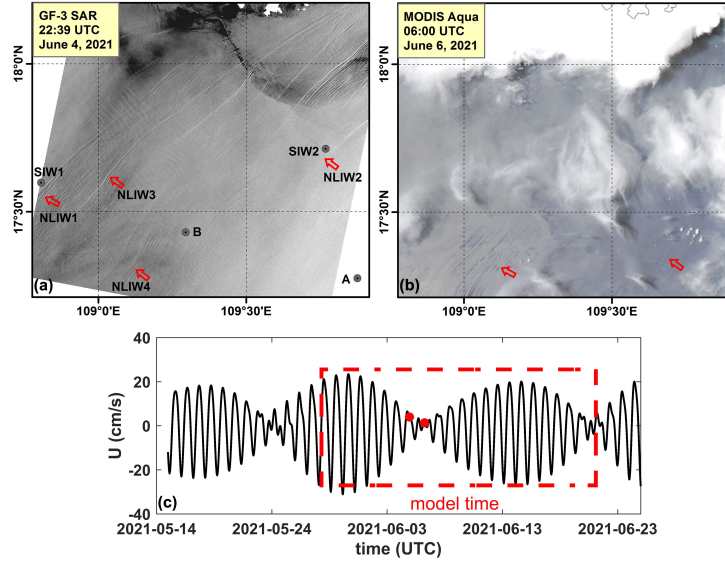 GF-3 SAR
22:39 UTC
June 4, 2021
MODIS Aqua
06:00 UTC
June 6, 2021
18°0'N
18°0'N
SIW1
SIW2
NLIW3
NLIW2
NLIW1
17°30'N
17°30'N
B
NLIW4
A
(a)
(b)
109°0'E
109°30'E
109°0'E
109°30'E
40
20
0
-20
-40
U (cm/s)
(c)
model time
2021-05-14
2021-05-24
2021-06-03
2021-06-13
2021-06-23
time (UTC)